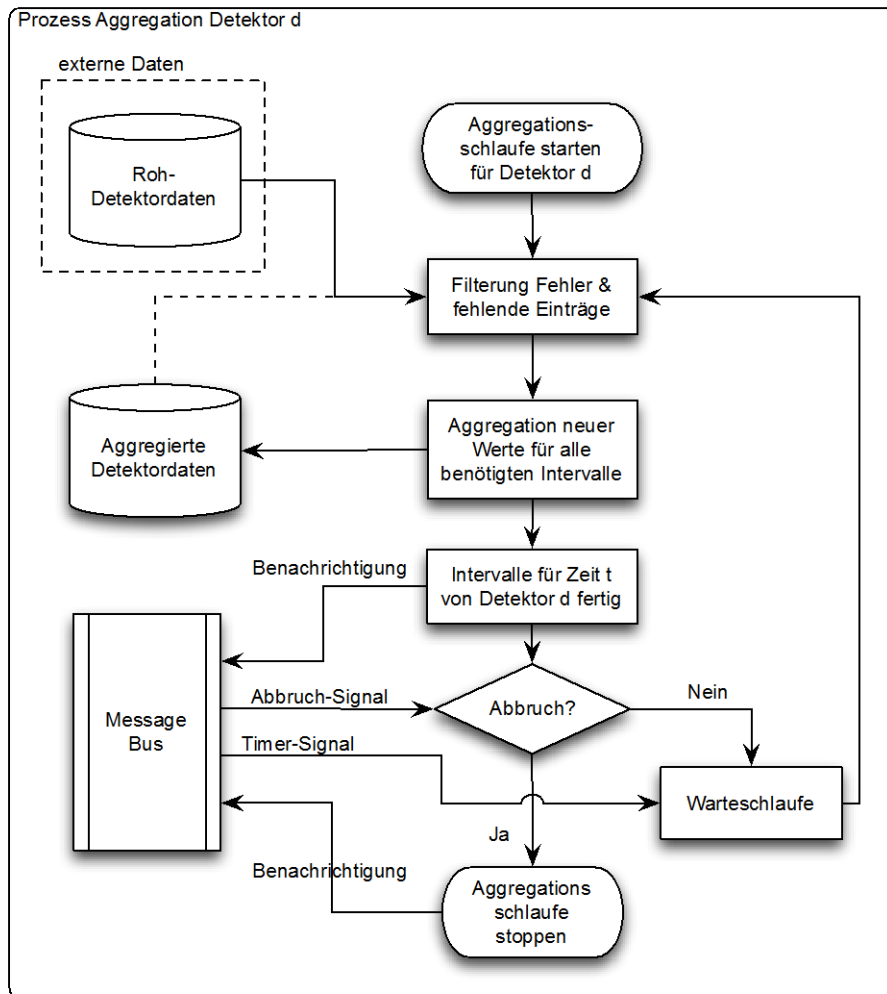 Prozess Aggregation Detektor d
externe Daten
Roh-
Detektordaten
Aggregations-
schlaufe starten
für Detektor d
Filterung Fehler &
fehlende Einträge
Aggregierte
Detektordaten
Aggregation neuer
Werte für alle
benötigten Intervalle
Benachrichtigung
Intervalle für Zeit t
von Detektor d fertig
Message
Bus
Abbruch-Signal
Abbruch?
Nein
Timer-Signal
Warteschlaufe
Ja
Benachrichtigung
Aggregations
schlaufe
stoppen